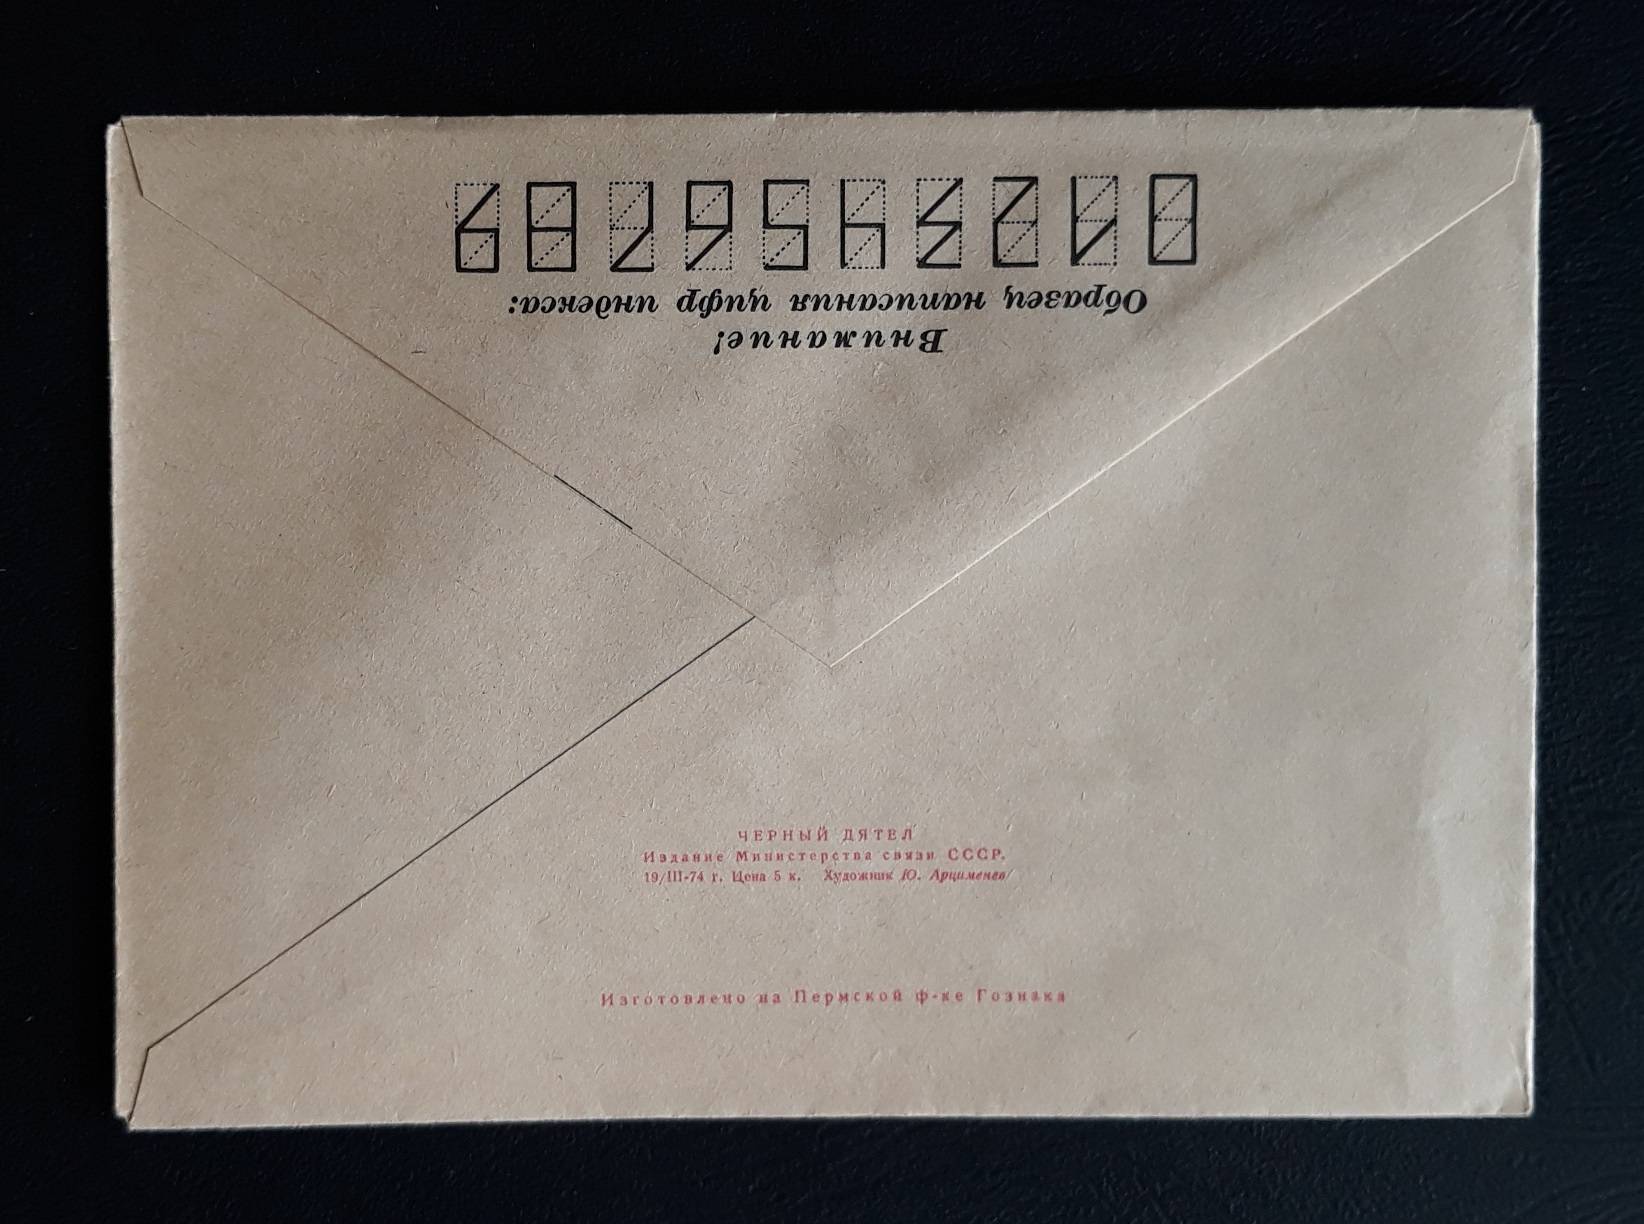 Внимание!
Образец написания цифр индекса:
0123456789
ЧЕРНЫЙ ДЯТЕЛ
Издание Министерства связи СССР.
19/III-74 г. Цена 5 к. Художник Ю. Арцименев
Изготовлено на Пермской ф-ке Гознака